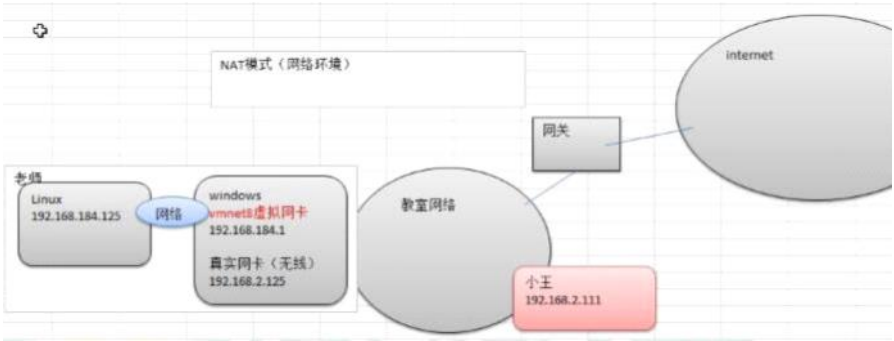 NAT模式（网络环境）
internet
网关
老师
Linux
192.168.184.125
网络
windows
vmnet8虚拟网卡
192.168.184.1
真实网卡（无线）
192.168.2.125
教室网络
小王
192.168.2.111